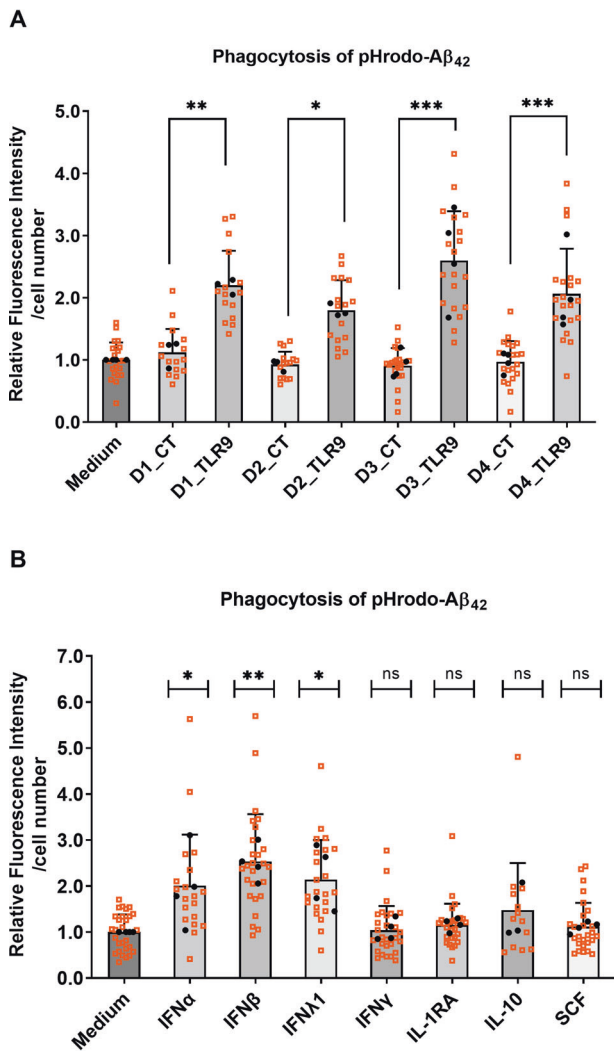 A
Phagocytosis of pHrodo-Aβ42
Relative Fluorescence Intensity
/cell number
5.0
4.0
3.0
2.0
1.0
0.0
** * *** ***
Medium D1_CT D1_TLR9 D2_CT D2_TLR9 D3_CT D3_TLR9 D4_CT D4_TLR9
B
Phagocytosis of pHrodo-Aβ42
Relative Fluorescence Intensity
/cell number
7.0
6.0
5.0
4.0
3.0
2.0
1.0
0.0
* ** * ns ns ns ns
Medium IFNα IFNβ IFNλ1 IFNγ IL-1RA IL-10 SCF